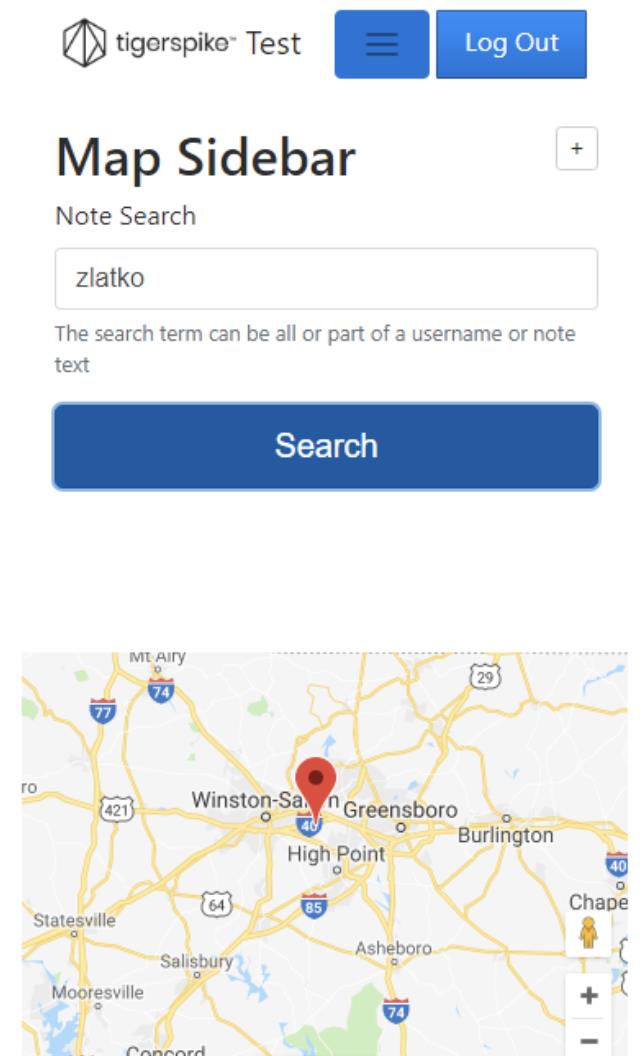 tigerspike™ Test
Log Out
Map Sidebar
+
Note Search
zlatko
The search term can be all or part of a username or note
text
Search
Mt Airy
29
74
77
ro
421
Winston-Sa
Greensboro
40
High Point
Burlington
40
Chape
64
85
Statesville
Asheboro
Salisbury
Mooresville
74
+
−
Concord